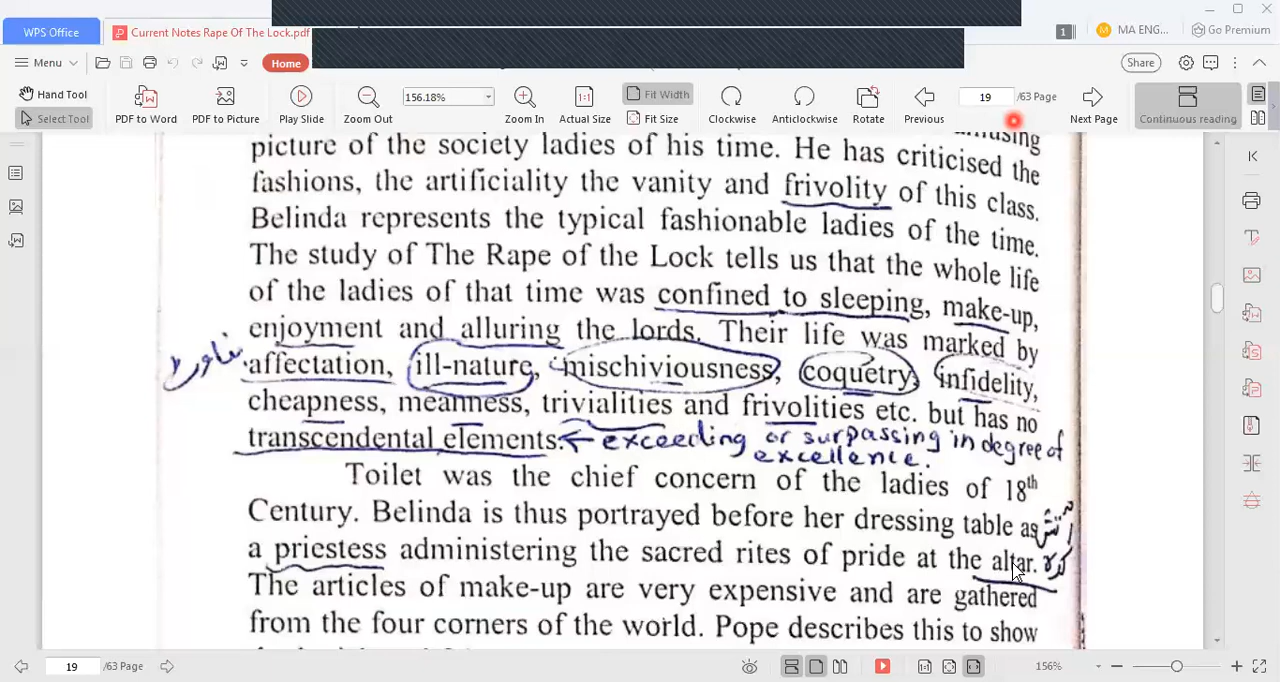 WPS Office
Current Notes Rape Of The Lock.pdf
1
MA ENG...
Go Premium
Menu
Home
Share
Hand Tool
Select Tool
PDF to Word
PDF to Picture
Play Slide
Zoom Out
156.18%
Zoom In
Actual Size
Fit Width
Fit Size
Clockwise
Anticlockwise
Rotate
Previous
19 /63 Page
Next Page
Continuous reading
picture of the society ladies of his time. He has criticised the
fashions, the artificiality the vanity and frivolity of this class.
Belinda represents the typical fashionable ladies of the time.
The study of The Rape of the Lock tells us that the whole life
of the ladies of that time was confined to sleeping, make-up,
enjoyment and alluring the lords. Their life was marked by
affectation, ill-nature, mischiviousness, coquetry, infidelity,
cheapness, meanness, trivialities and frivolities etc. but has no
transcendental elements. ← exceeding or surpassing in degree of
excellence.
Toilet was the chief concern of the ladies of 18th
Century. Belinda is thus portrayed before her dressing table as
a priestess administering the sacred rites of pride at the altar.
The articles of make-up are very expensive and are gathered
from the four corners of the world. Pope describes this to show
19 /63 Page
156%